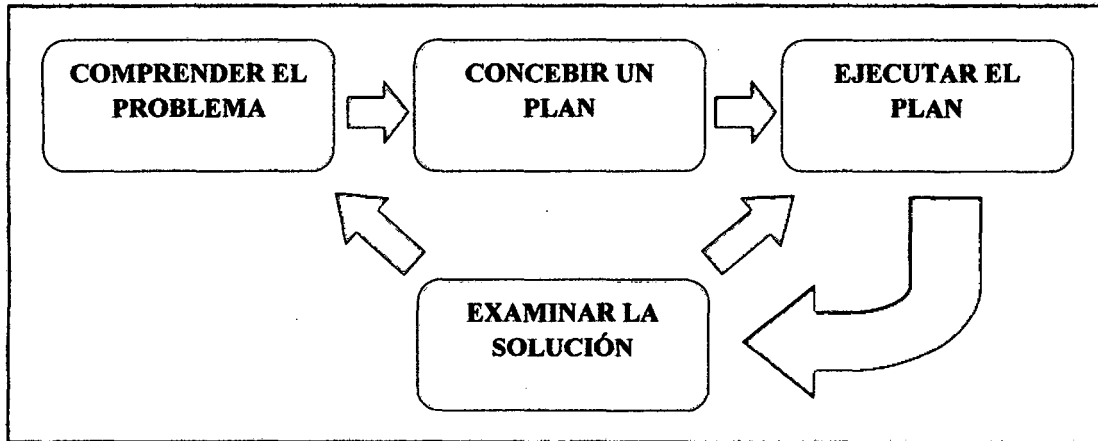 COMPRENDER EL
PROBLEMA
CONCEBIR UN
PLAN
EJECUTAR EL
PLAN
EXAMINAR LA
SOLUCIÓN